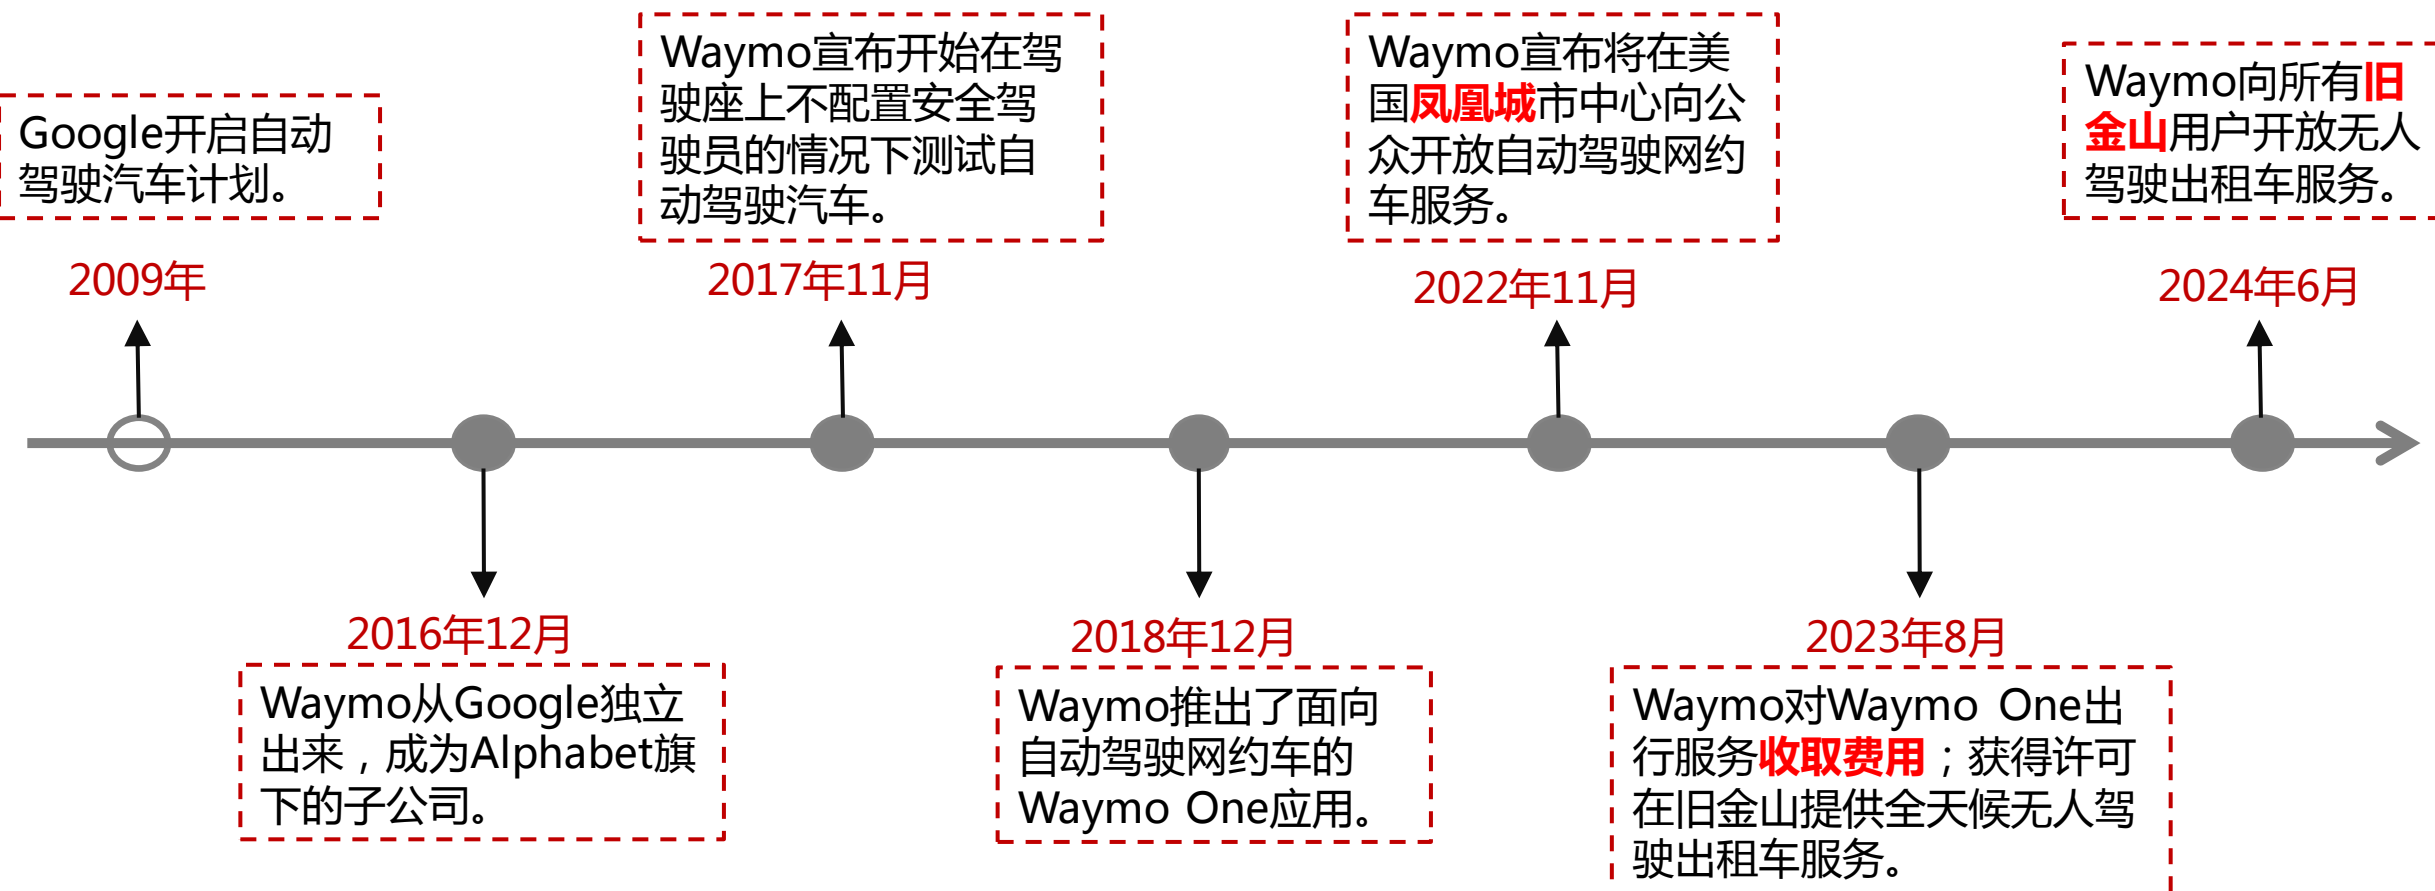 Google开启自动
驾驶汽车计划。
2009年
Waymo从Google独立
出来，成为Alphabet旗
下的子公司。
2016年12月
Waymo宣布开始在驾
驶座上不配置安全驾
驶员的情况下测试自
动驾驶汽车。
2017年11月
2018年12月
Waymo推出了面向
自动驾驶网约车的
Waymo One应用。
Waymo宣布将在美
国凤凰城市中心向公
众开放自动驾驶网约
车服务。
2022年11月
2023年8月
Waymo对Waymo One出
行服务收取费用；获得许可
在旧金山提供全天候无人驾
驶出租车服务。
Waymo向所有旧
金山用户开放无人
驾驶出租车服务。
2024年6月